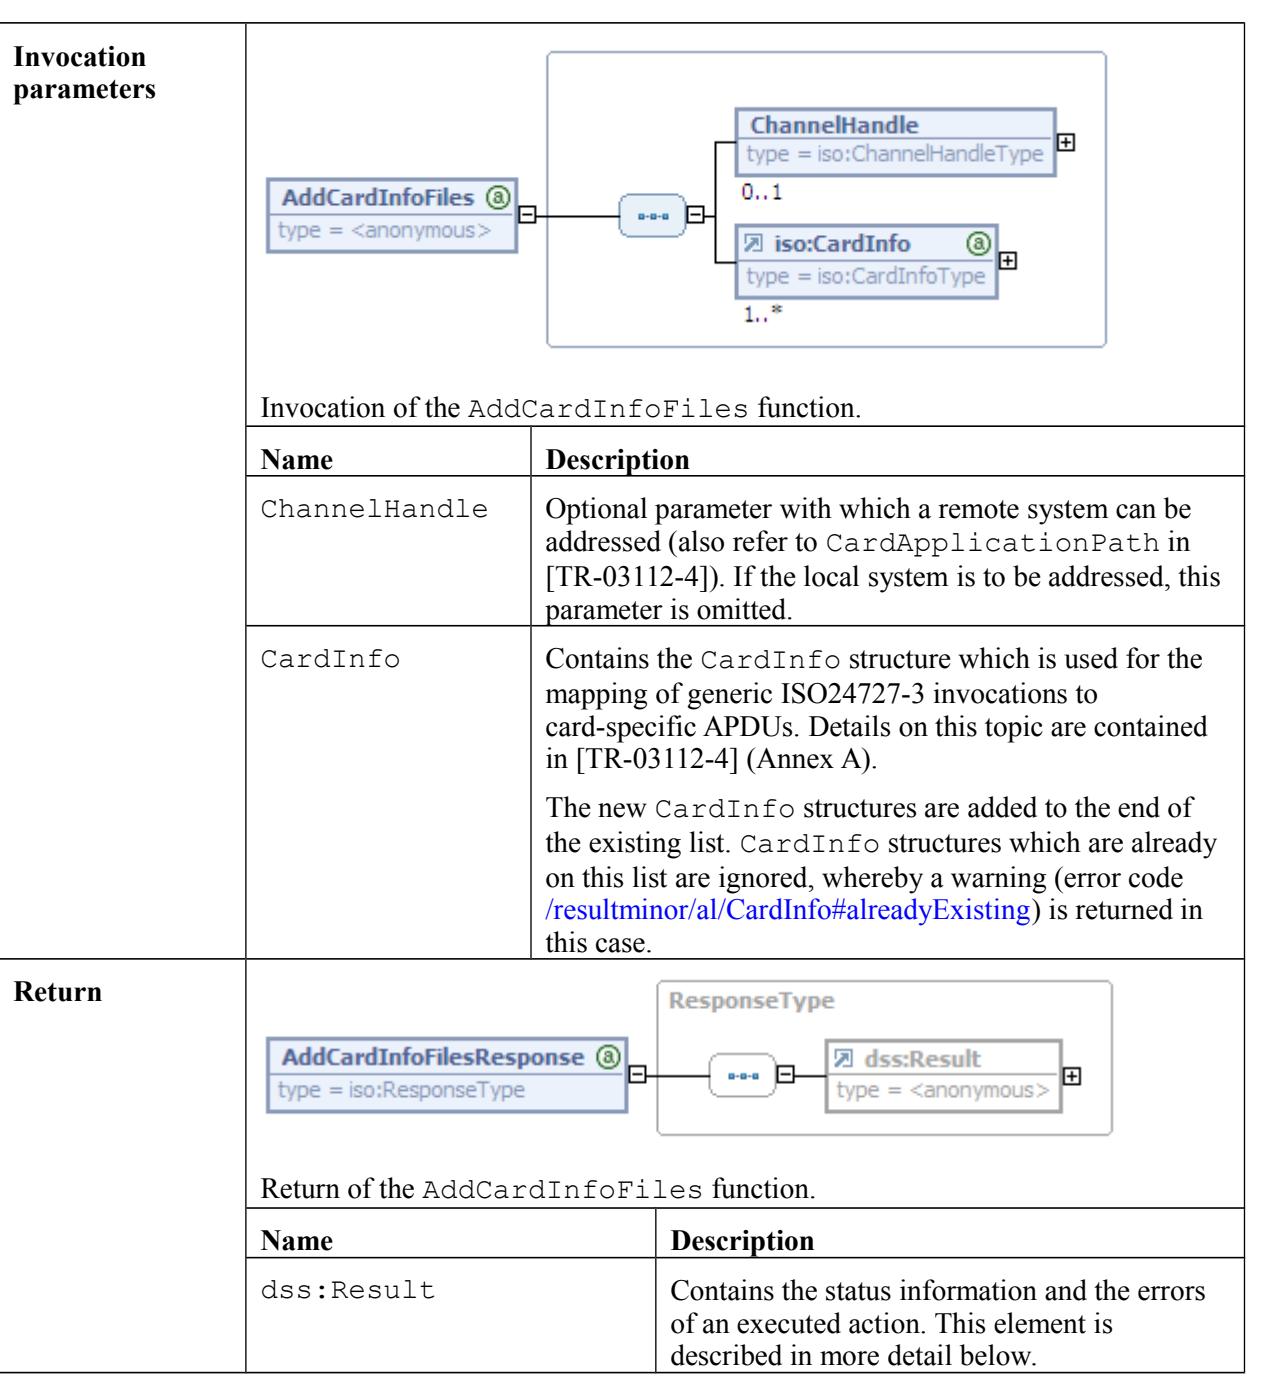 Invocation
parameters
ChannelHandle
type = iso:ChannelHandleType
0..1
AddCardInfoFiles @
type = <anonymous>
iso:CardInfo @
type = iso:CardInfoType
1..*
Invocation of the AddCardInfoFiles function.
Name Description
ChannelHandle Optional parameter with which a remote system can be
addressed (also refer to CardApplicationPath in
[TR-03112-4]). If the local system is to be addressed, this
parameter is omitted.
CardInfo Contains the CardInfo structure which is used for the
mapping of generic ISO24727-3 invocations to
card-specific APDUs. Details on this topic are contained
in [TR-03112-4] (Annex A).
The new CardInfo structures are added to the end of
the existing list. CardInfo structures which are already
on this list are ignored, whereby a warning (error code
/resultminor/al/CardInfo#alreadyExisting) is returned in
this case.
Return
ResponseType
AddCardInfoFilesResponse @
type = iso:ResponseType
dss:Result
type = <anonymous>
Return of the AddCardInfoFiles function.
Name Description
dss:Result Contains the status information and the errors
of an executed action. This element is
described in more detail below.